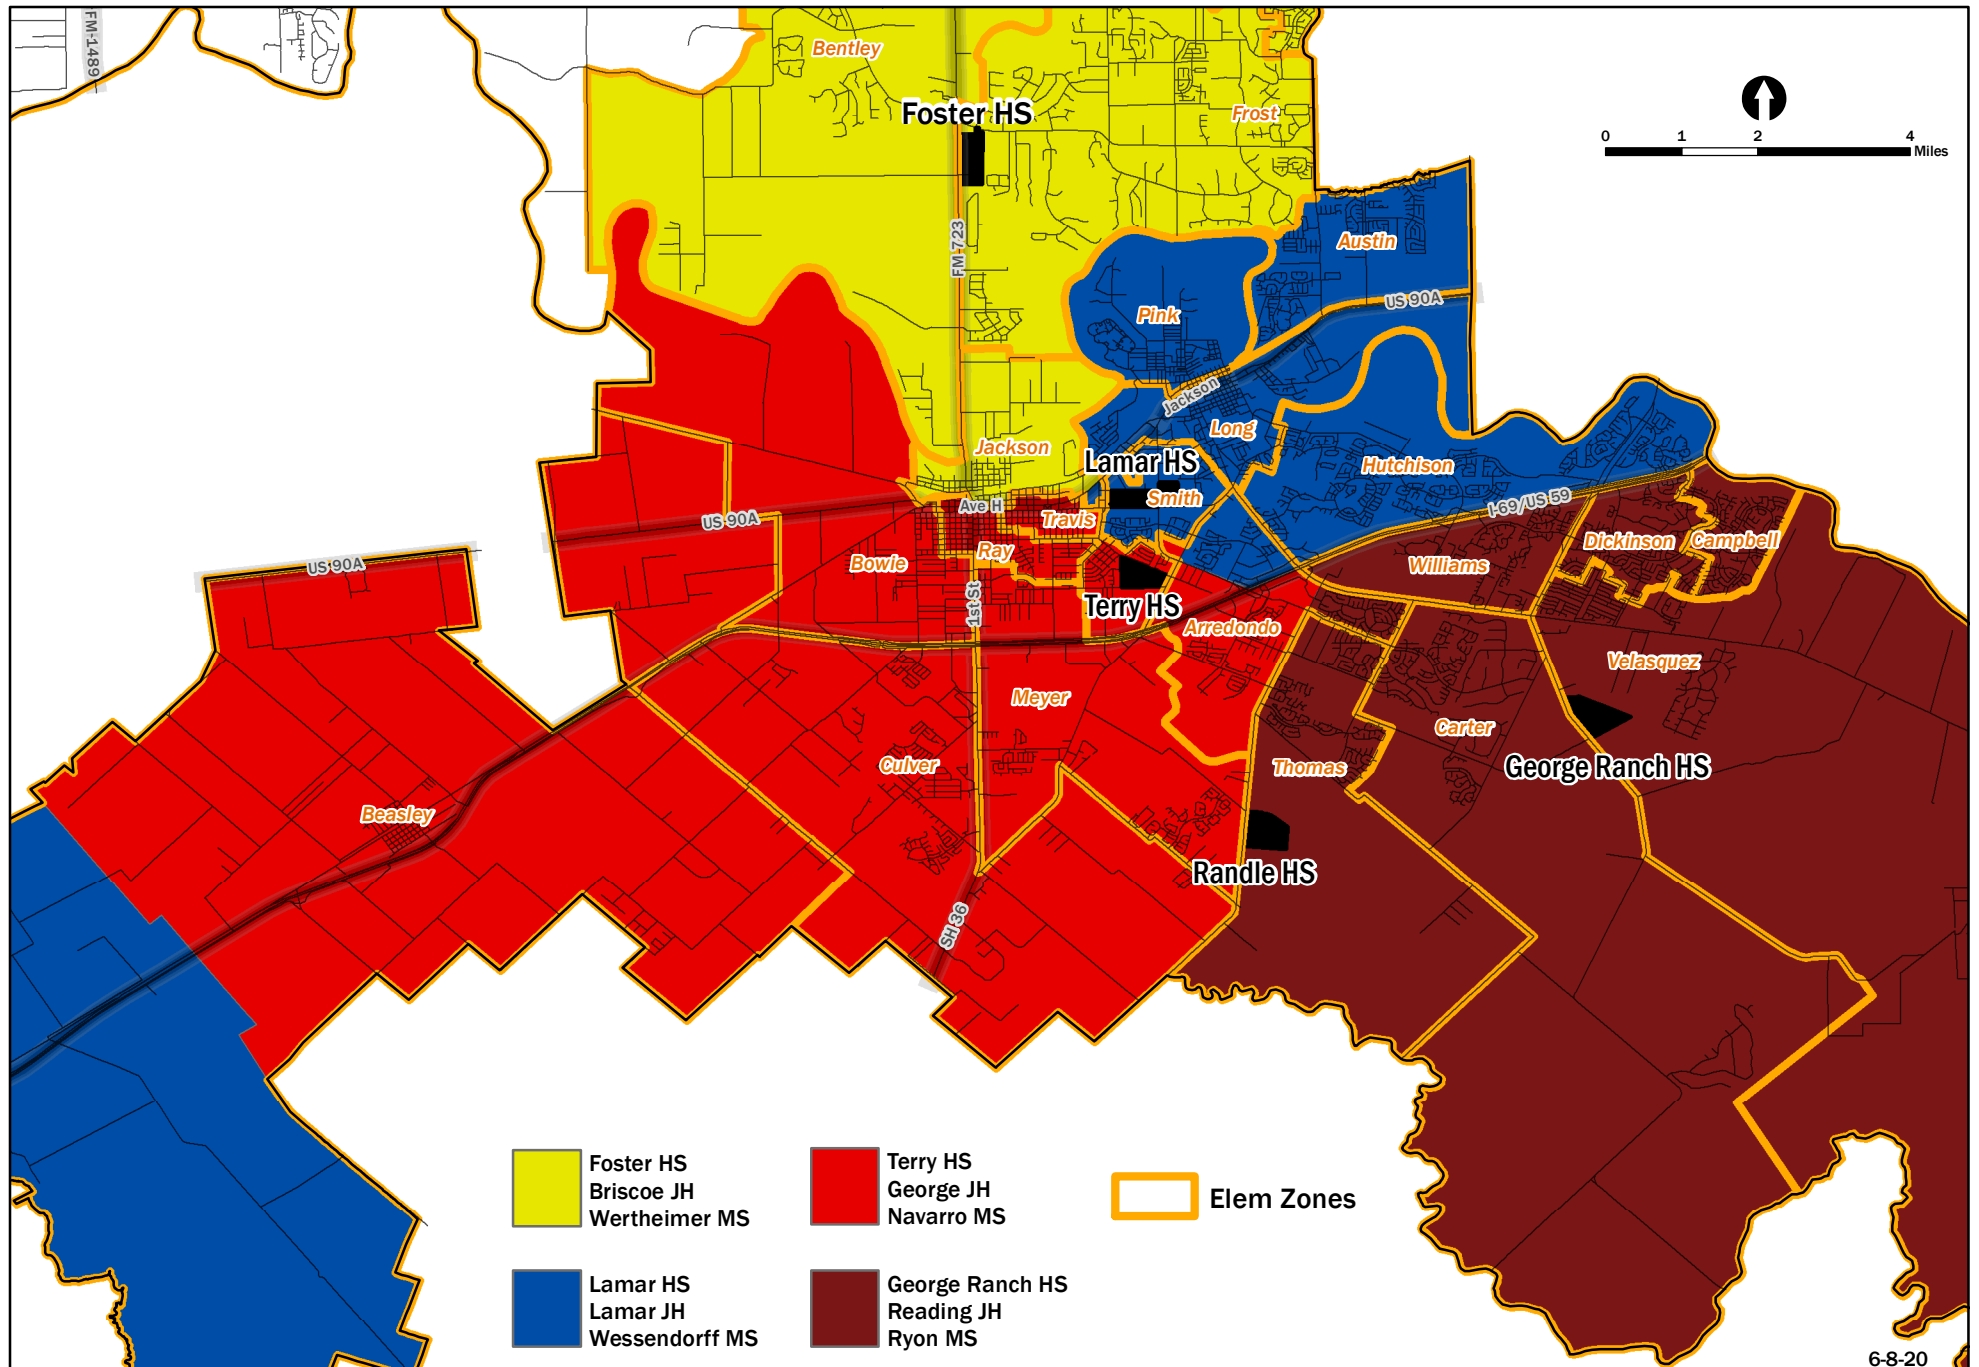 FM-1489
Bentley
Foster HS
Frost
0 1 2 4
Miles
FM 723
Austin
US 90A
Pink
Jackson
Long
Jackson
Lamar HS
Hutchison
Smith
I-69/US 59
Ave H
Travis
US 90A
Ray
Bowie
Dickinson
Campbell
Williams
US 90A
1st St
Terry HS
Arredondo
Velasquez
Meyer
Carter
Culver
Thomas
George Ranch HS
Beasley
Randle HS
SH 36
Foster HS
Briscoe JH
Wertheimer MS
Terry HS
George JH
Navarro MS
Elem Zones
Lamar HS
Lamar JH
Wessendorff MS
George Ranch HS
Reading JH
Ryon MS
6-8-20